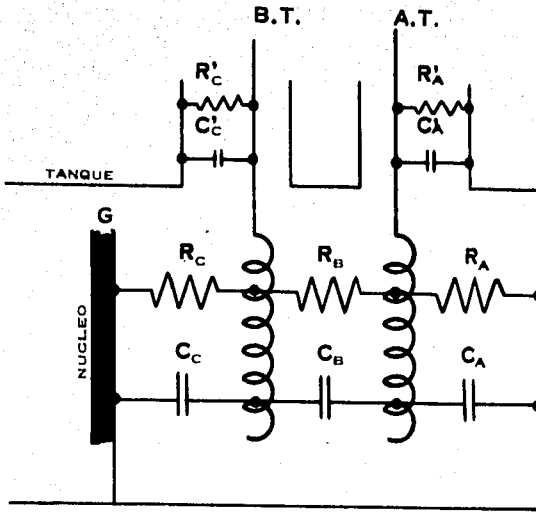 B.T. A.T.
R'C R'A
C'C C'A
TANQUE
G
RC RB RA
NUCLEO
CC CB CA